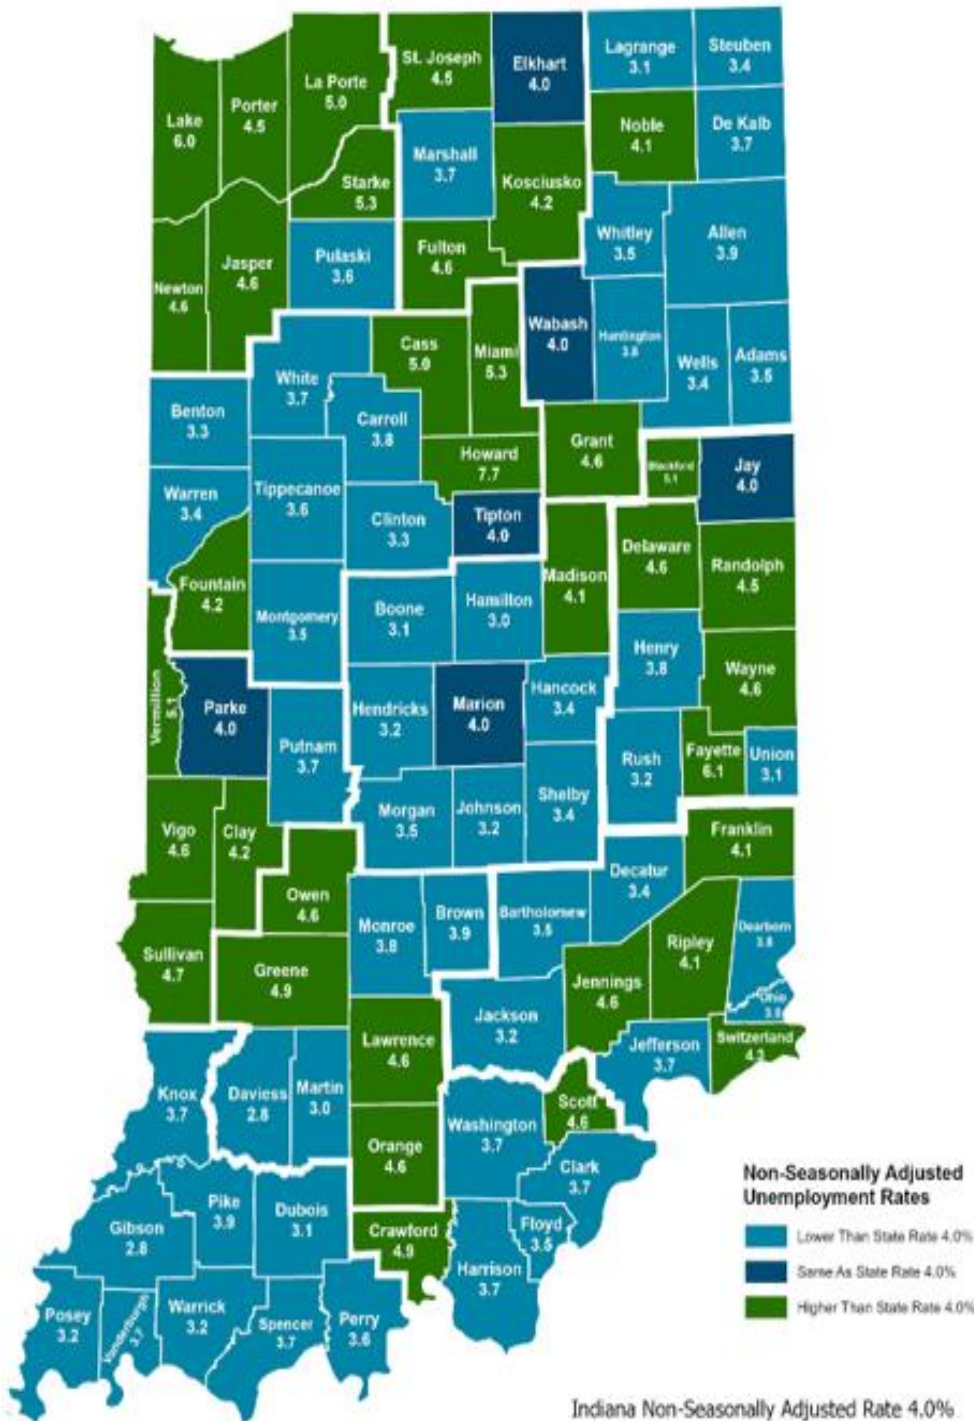 Lake
6.0
Porter
4.5
La Porte
5.0
St. Joseph
4.5
Elkhart
4.0
Lagrange
3.1
Steuben
3.4
Noble
4.1
De Kalb
3.7
Starke
5.3
Marshall
3.7
Kosciusko
4.2
Whitley
3.5
Allen
3.9
Newton
4.6
Jasper
4.6
Pulaski
3.6
Fulton
4.6
Cass
5.0
Miami
5.3
Wabash
4.0
Huntington
Wells
3.4
Adams
3.5
White
3.7
Carroll
3.8
Benton
3.3
Howard
7.7
Grant
4.6
Blackford
5.1
Jay
4.0
Warren
3.4
Tippecanoe
3.6
Clinton
3.3
Tipton
4.0
Madison
4.1
Delaware
4.6
Randolph
4.5
Fountain
4.2
Montgomery
3.5
Boone
3.1
Hamilton
3.0
Henry
3.8
Wayne
4.6
Vermillion
5.1
Parke
4.0
Putnam
3.7
Hendricks
3.2
Marion
4.0
Hancock
3.4
Rush
3.2
Fayette
6.1
Union
3.1
Morgan
3.5
Johnson
3.2
Shelby
3.4
Vigo
4.6
Clay
4.2
Owen
4.6
Franklin
4.1
Decatur
3.4
Monroe
3.8
Brown
3.9
Bartholomew
3.5
Dearborn
Ripley
4.1
Sullivan
4.7
Greene
4.9
Jennings
4.6
Ohio
Jackson
3.2
Jefferson
3.7
Switzerland
4.3
Lawrence
4.6
Knox
3.7
Daviess
2.8
Martin
3.0
Scott
4.6
Washington
3.7
Orange
4.6
Clark
3.7
Pike
3.9
Dubois
3.1
Gibson
2.8
Crawford
4.9
Floyd
3.5
Harrison
3.7
Posey
3.2
Vanderburgh
3.7
Warrick
3.2
Spencer
3.7
Perry
3.6
Non-Seasonally Adjusted
Unemployment Rates
Lower Than State Rate 4.0%
Same As State Rate 4.0%
Higher Than State Rate 4.0%
Indiana Non-Seasonally Adjusted Rate 4.0%